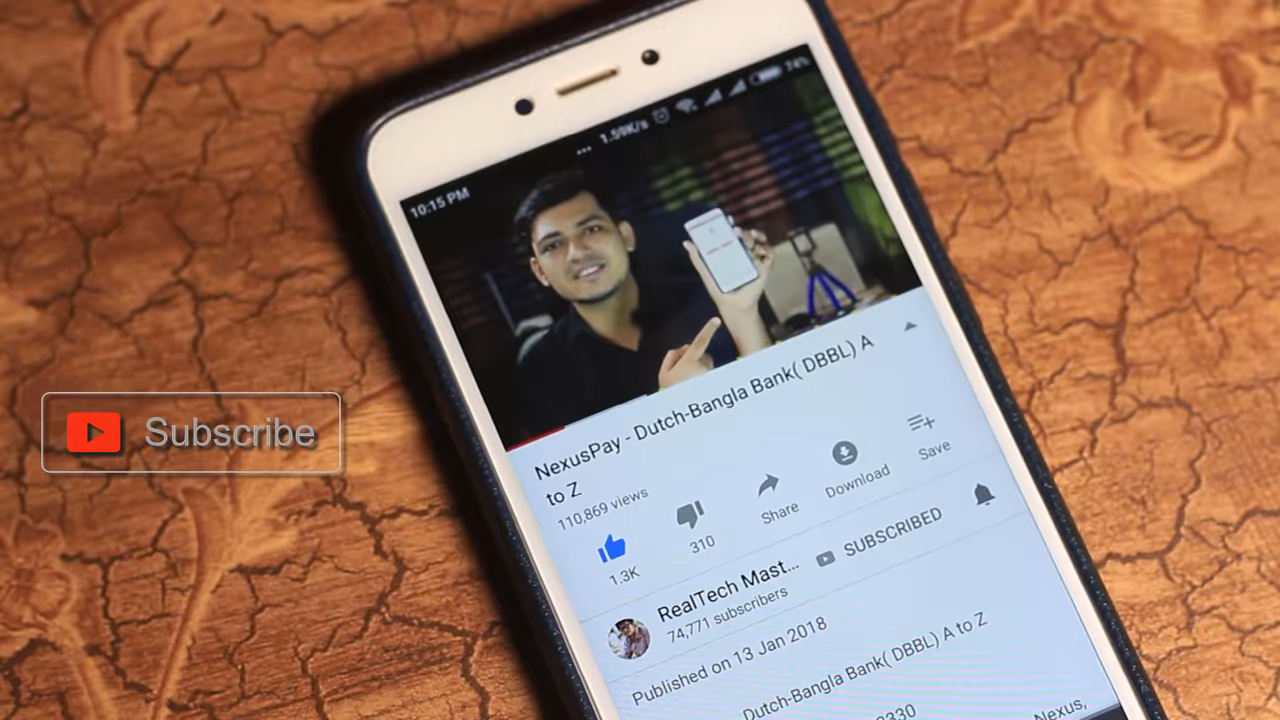 10:15 PM ... 1.59K/s 74%
NexusPay - Dutch-Bangla Bank( DBBL) A
to Z
110,869 views
1.3K 310 Share Download Save
RealTech Mast... SUBSCRIBED
74,771 subscribers
Published on 13 Jan 2018
Dutch-Bangla Bank( DBBL) A to Z
Nexus,
Subscribe